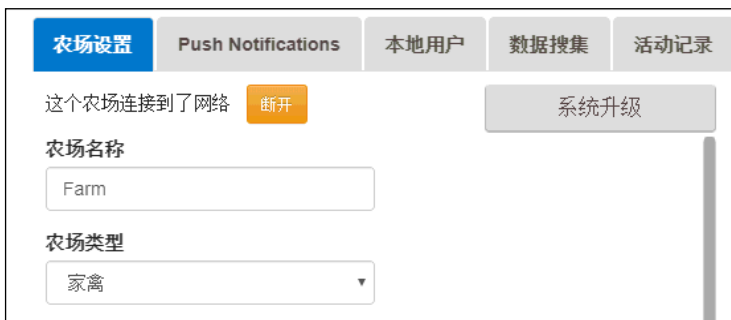 农场设置 Push Notifications 本地用户 数据搜集 活动记录
这个农场连接到了网络 断开 系统升级
农场名称
Farm
农场类型
家禽